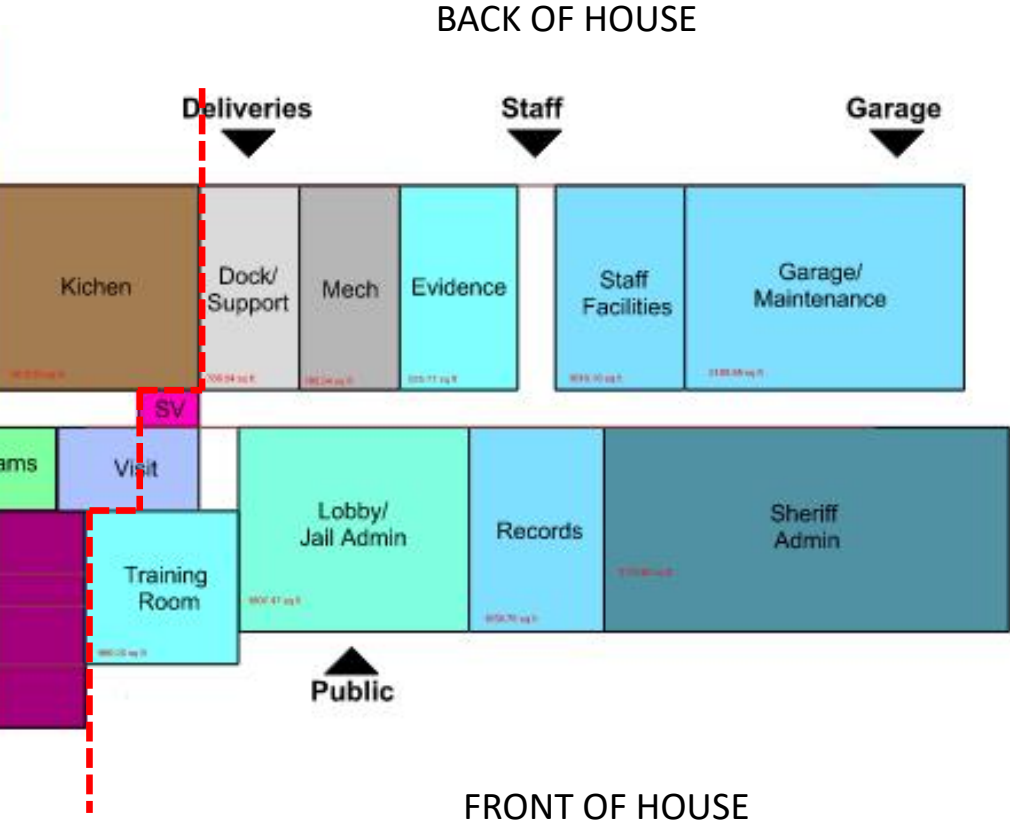 BACK OF HOUSE
Deliveries
Staff
Garage
Kichen
Dock/
Support
Mech
Evidence
Staff
Facilities
Garage/
Maintenance
SV
ams
Visit
Lobby/
Jail Admin
Records
Sheriff
Admin
Training
Room
Public
FRONT OF HOUSE